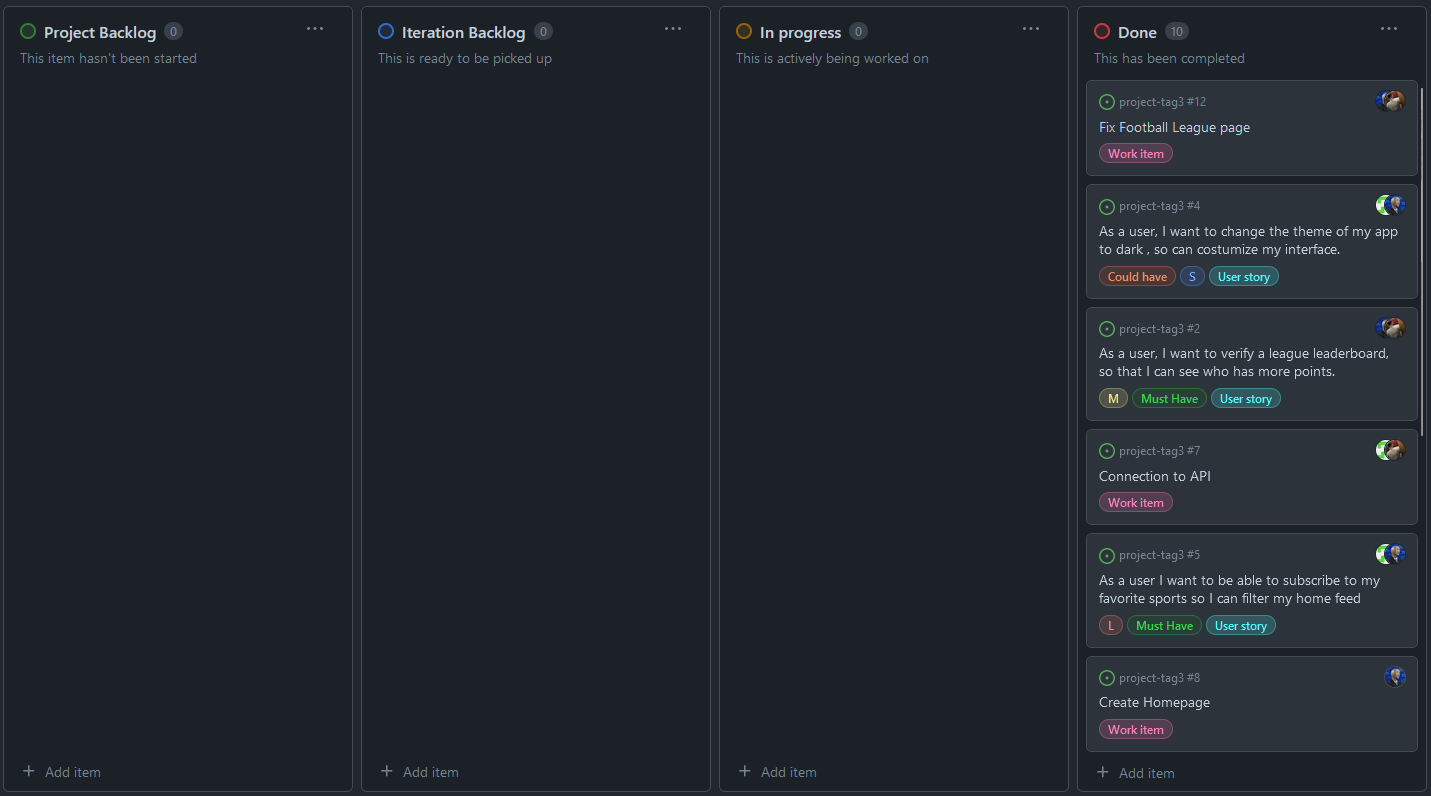 Project Backlog 0
This item hasn't been started
Add item
Iteration Backlog 0
This is ready to be picked up
Add item
In progress 0
This is actively being worked on
Add item
Done 10
This has been completed
project-tag3 #12
Fix Football League page
Work item
project-tag3 #4
As a user, I want to change the theme of my app
to dark , so can costumize my interface.
Could have S User story
project-tag3 #2
As a user, I want to verify a league leaderboard,
so that I can see who has more points.
M Must Have User story
project-tag3 #7
Connection to API
Work item
project-tag3 #5
As a user I want to be able to subscribe to my
favorite sports so I can filter my home feed
L Must Have User story
project-tag3 #8
Create Homepage
Work item
Add item